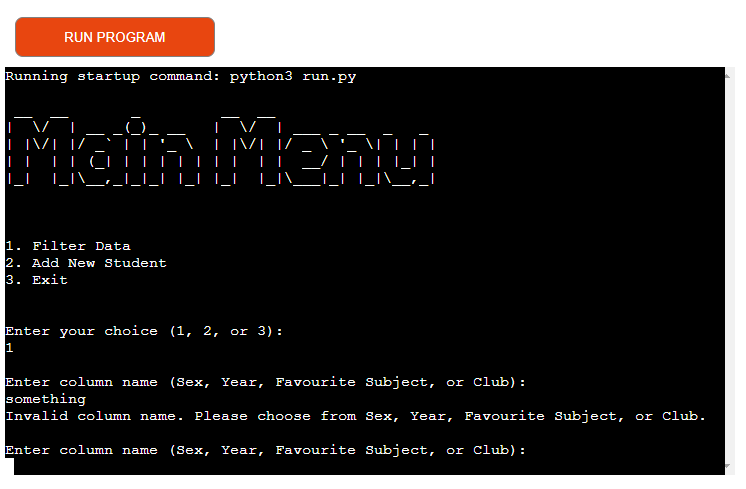 RUN PROGRAM
Running startup command: python3 run.py
Main Menu
1. Filter Data
2. Add New Student
3. Exit
Enter your choice (1, 2, or 3):
1
Enter column name (Sex, Year, Favourite Subject, or Club):
something
Invalid column name. Please choose from Sex, Year, Favourite Subject, or Club.
Enter column name (Sex, Year, Favourite Subject, or Club):